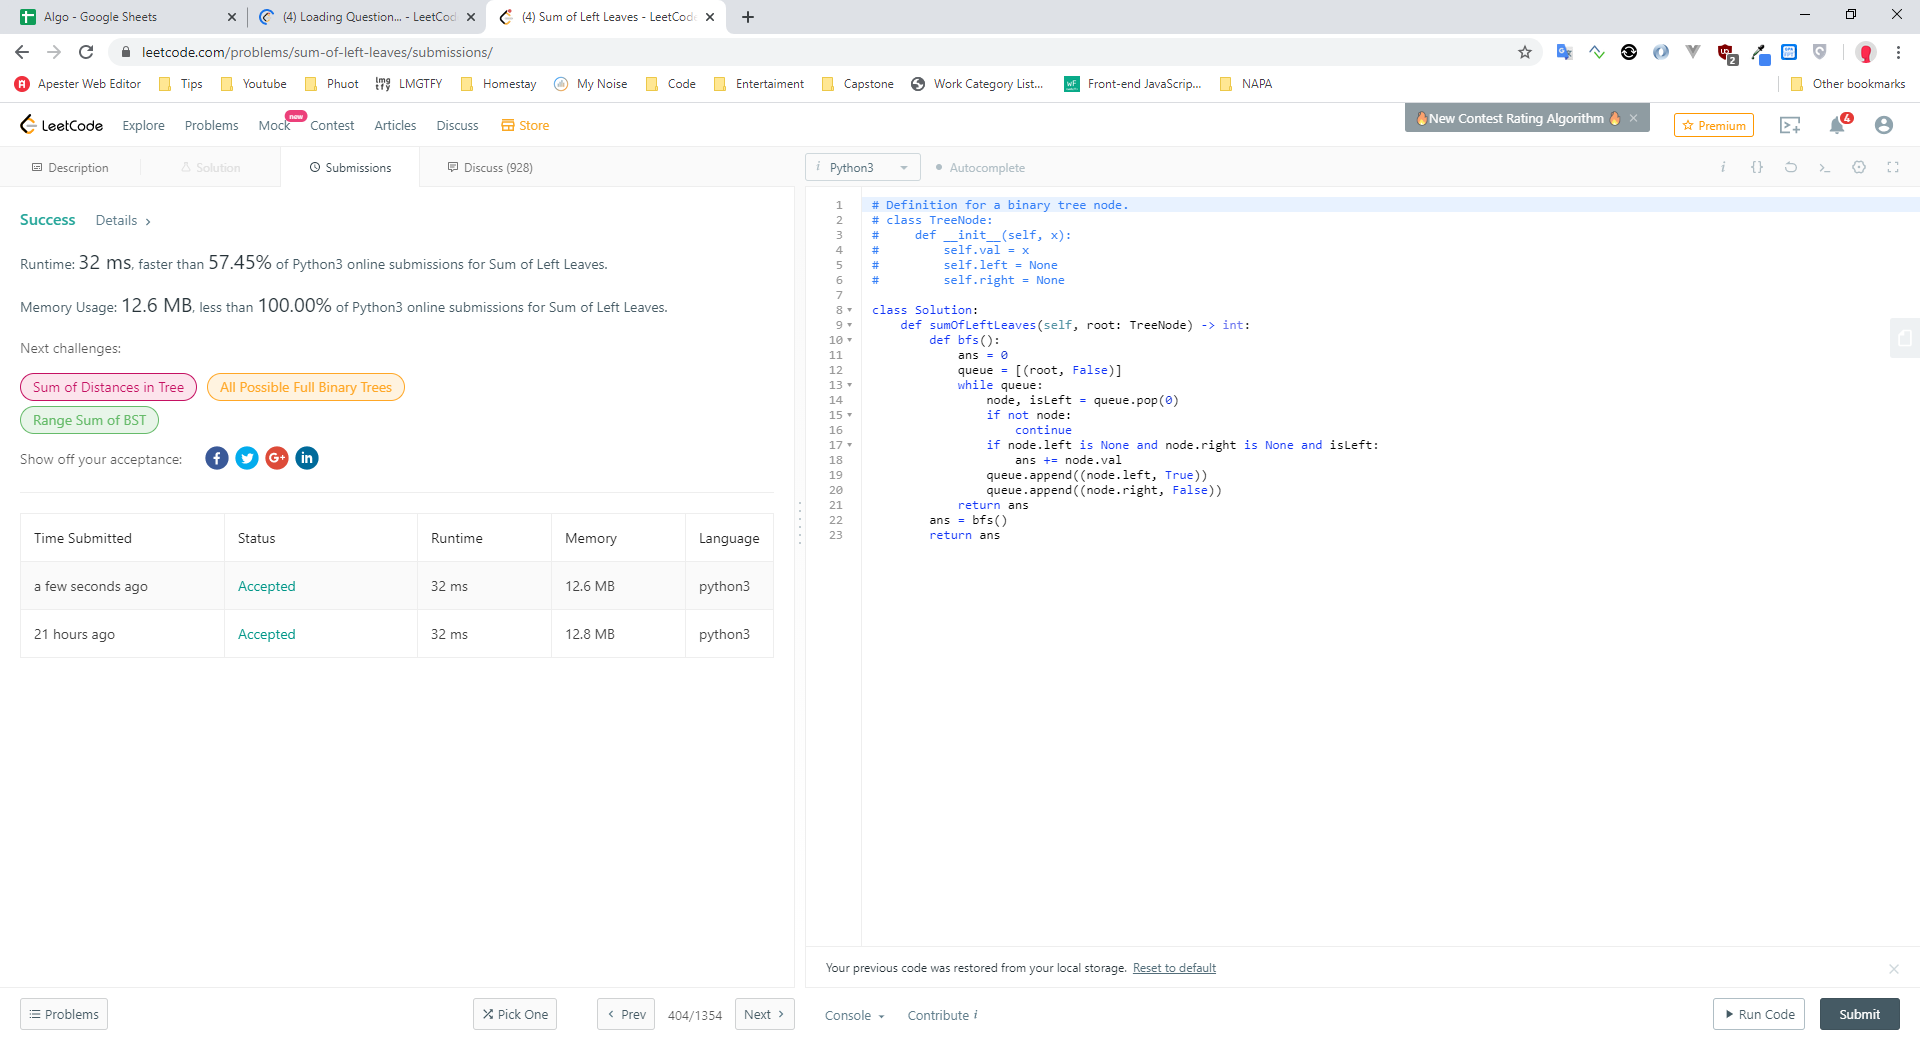 Algo - Google Sheets
(4) Loading Question... - LeetCod
(4) Sum of Left Leaves - LeetCode
leetcode.com/problems/sum-of-left-leaves/submissions/
2
Apester Web Editor
Tips
Youtube
Phuot
LMGTFY
Homestay
My Noise
Code
Entertaiment
Capstone
Work Category List...
Front-end JavaScrip...
NAPA
Other bookmarks
LeetCode
Explore
Problems
Mock
new
Contest
Articles
Discuss
Store
🔥New Contest Rating Algorithm 🔥
Premium
4
Description
Solution
Submissions
Discuss (928)
i Python3
Autocomplete
Success
Details
Runtime: 32 ms, faster than 57.45% of Python3 online submissions for Sum of Left Leaves.
Memory Usage: 12.6 MB, less than 100.00% of Python3 online submissions for Sum of Left Leaves.
Next challenges:
Sum of Distances in Tree
All Possible Full Binary Trees
Range Sum of BST
Show off your acceptance:
Time Submitted Status Runtime Memory Language
a few seconds ago Accepted 32 ms 12.6 MB python3
21 hours ago Accepted 32 ms 12.8 MB python3
1 # Definition for a binary tree node.
2 # class TreeNode:
3 #     def __init__(self, x):
4 #         self.val = x
5 #         self.left = None
6 #         self.right = None
7
8 class Solution:
9     def sumOfLeftLeaves(self, root: TreeNode) -> int:
10         def bfs():
11             ans = 0
12             queue = [(root, False)]
13             while queue:
14                 node, isLeft = queue.pop(0)
15                 if not node:
16                     continue
17                 if node.left is None and node.right is None and isLeft:
18                     ans += node.val
19                 queue.append((node.left, True))
20                 queue.append((node.right, False))
21             return ans
22         ans = bfs()
23         return ans
Your previous code was restored from your local storage. Reset to default
Problems
Pick One
Prev
404/1354
Next
Console
Contribute i
Run Code
Submit